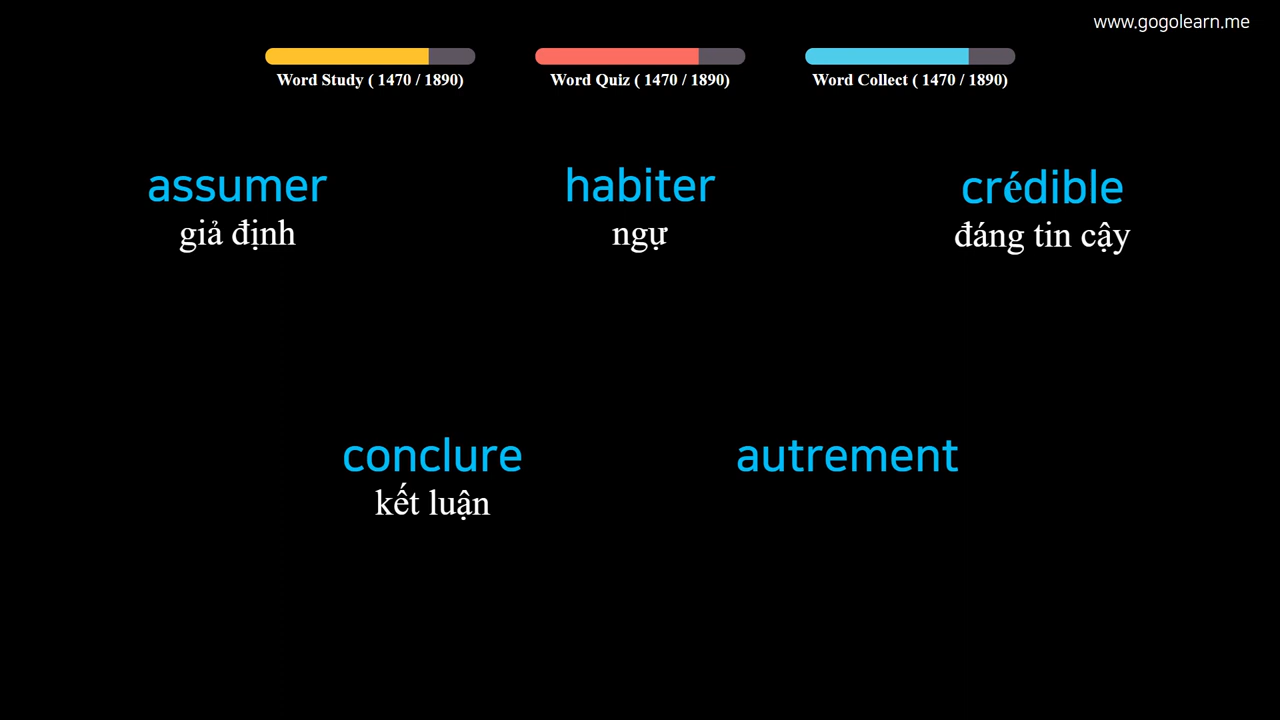 www.gogolearn.me
Word Study ( 1470 / 1890)
Word Quiz ( 1470 / 1890)
Word Collect ( 1470 / 1890)
assumer
giả định
habiter
ngự
crédible
đáng tin cậy
conclure
kết luận
autrement